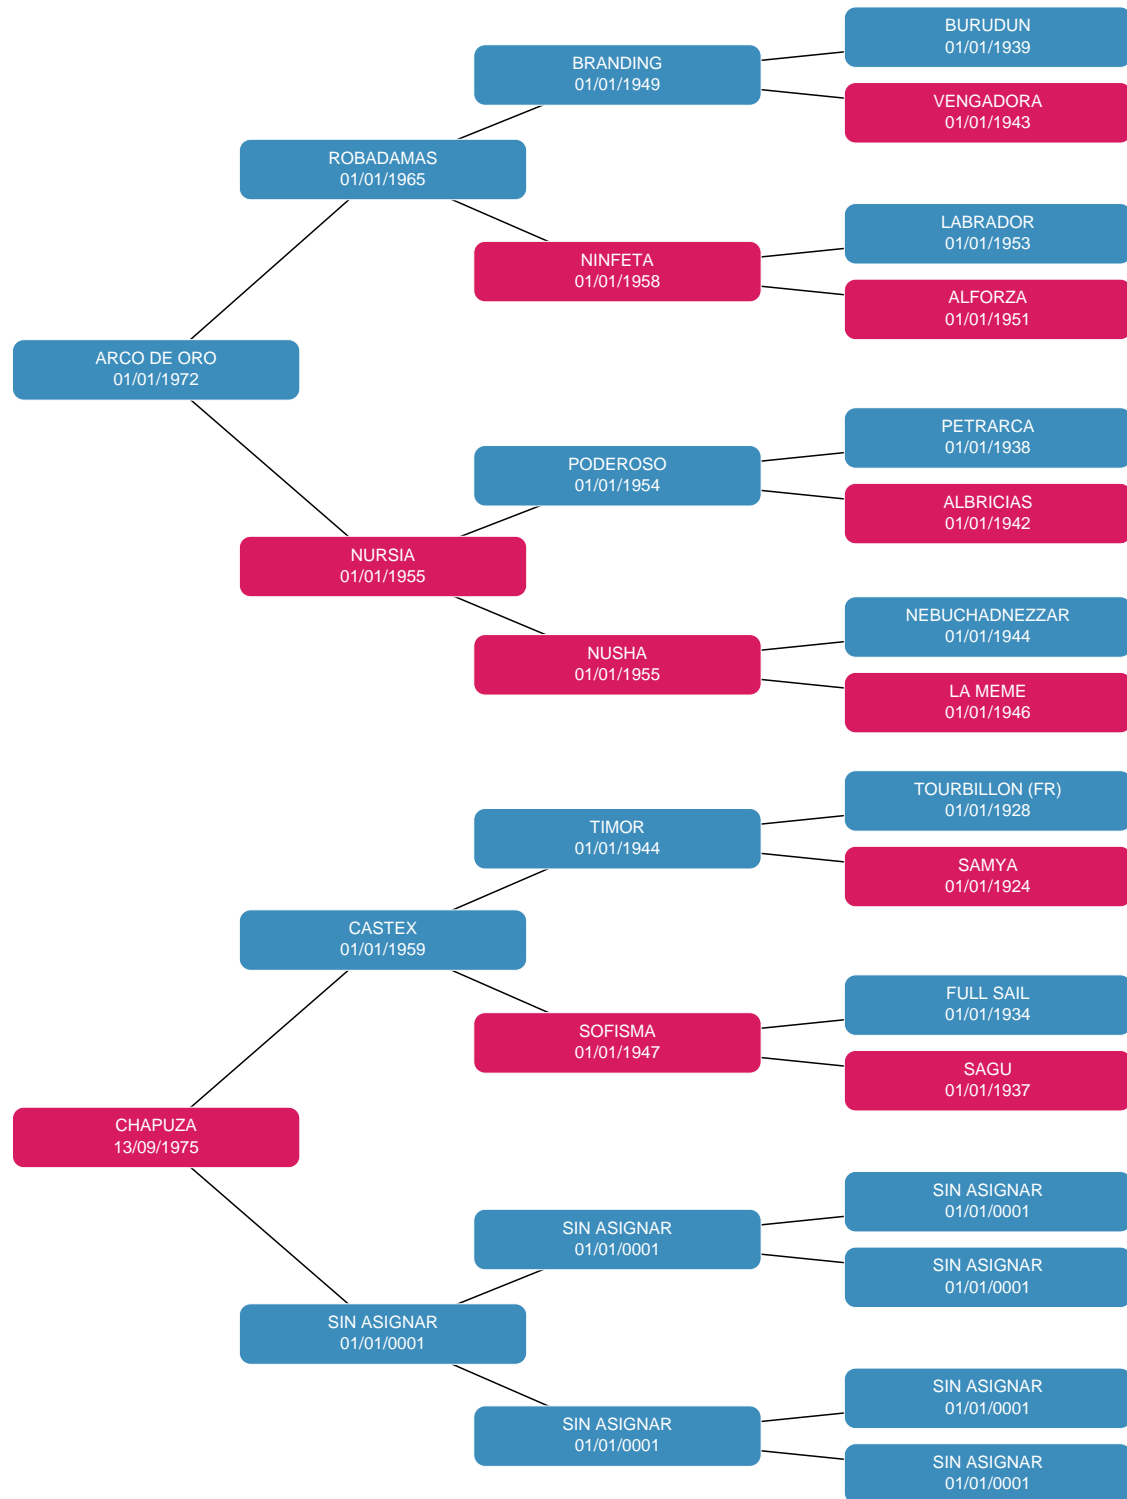 BURUDUN
01/01/1939
BRANDING
01/01/1949
VENGADORA
01/01/1943
ROBADAMAS
01/01/1965
LABRADOR
01/01/1953
NINFETA
01/01/1958
ALFORZA
01/01/1951
ARCO DE ORO
01/01/1972
PETRARCA
01/01/1938
PODEROSO
01/01/1954
ALBRICIAS
01/01/1942
NURSIA
01/01/1955
NEBUCHADNEZZAR
01/01/1944
NUSHA
01/01/1955
LA MEME
01/01/1946
TOURBILLON (FR)
01/01/1928
TIMOR
01/01/1944
SAMYA
01/01/1924
CASTEX
01/01/1959
FULL SAIL
01/01/1934
SOFISMA
01/01/1947
SAGU
01/01/1937
CHAPUZA
13/09/1975
SIN ASIGNAR
01/01/0001
SIN ASIGNAR
01/01/0001
SIN ASIGNAR
01/01/0001
SIN ASIGNAR
01/01/0001
SIN ASIGNAR
01/01/0001
SIN ASIGNAR
01/01/0001
SIN ASIGNAR
01/01/0001